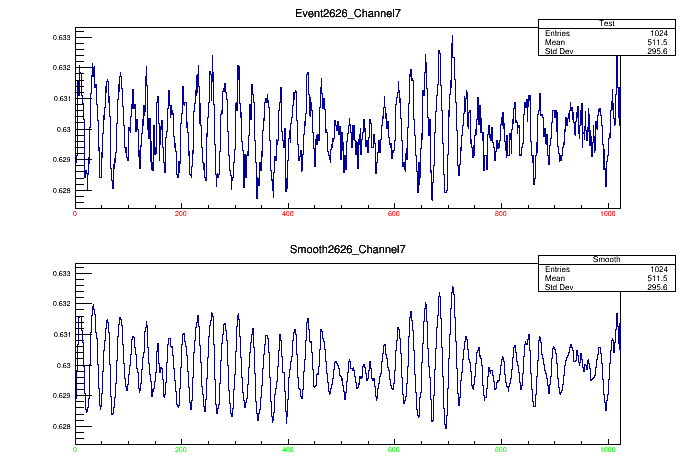 Event2626_Channel7
Test
Entries 1024
Mean 511.5
Std Dev 295.6
0.633
0.632
0.631
0.63
0.629
0.628
0 200 400 600 800 1000
Smooth2626_Channel7
Smooth
Entries 1024
Mean 511.5
Std Dev 295.6
0.633
0.632
0.631
0.63
0.629
0.628
0 200 400 600 800 1000